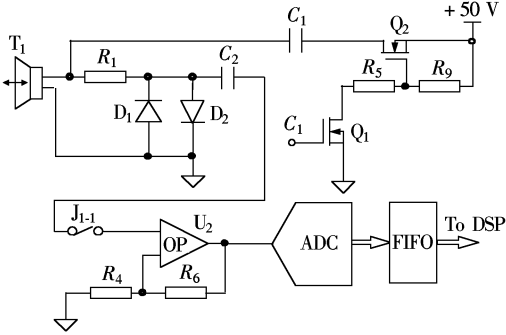 + 50 V
C1
Q2
T1
R1
C2
R5
R9
D1
D2
C1
Q1
J1-1
U2
OP
ADC
FIFO
To DSP
R4
R6